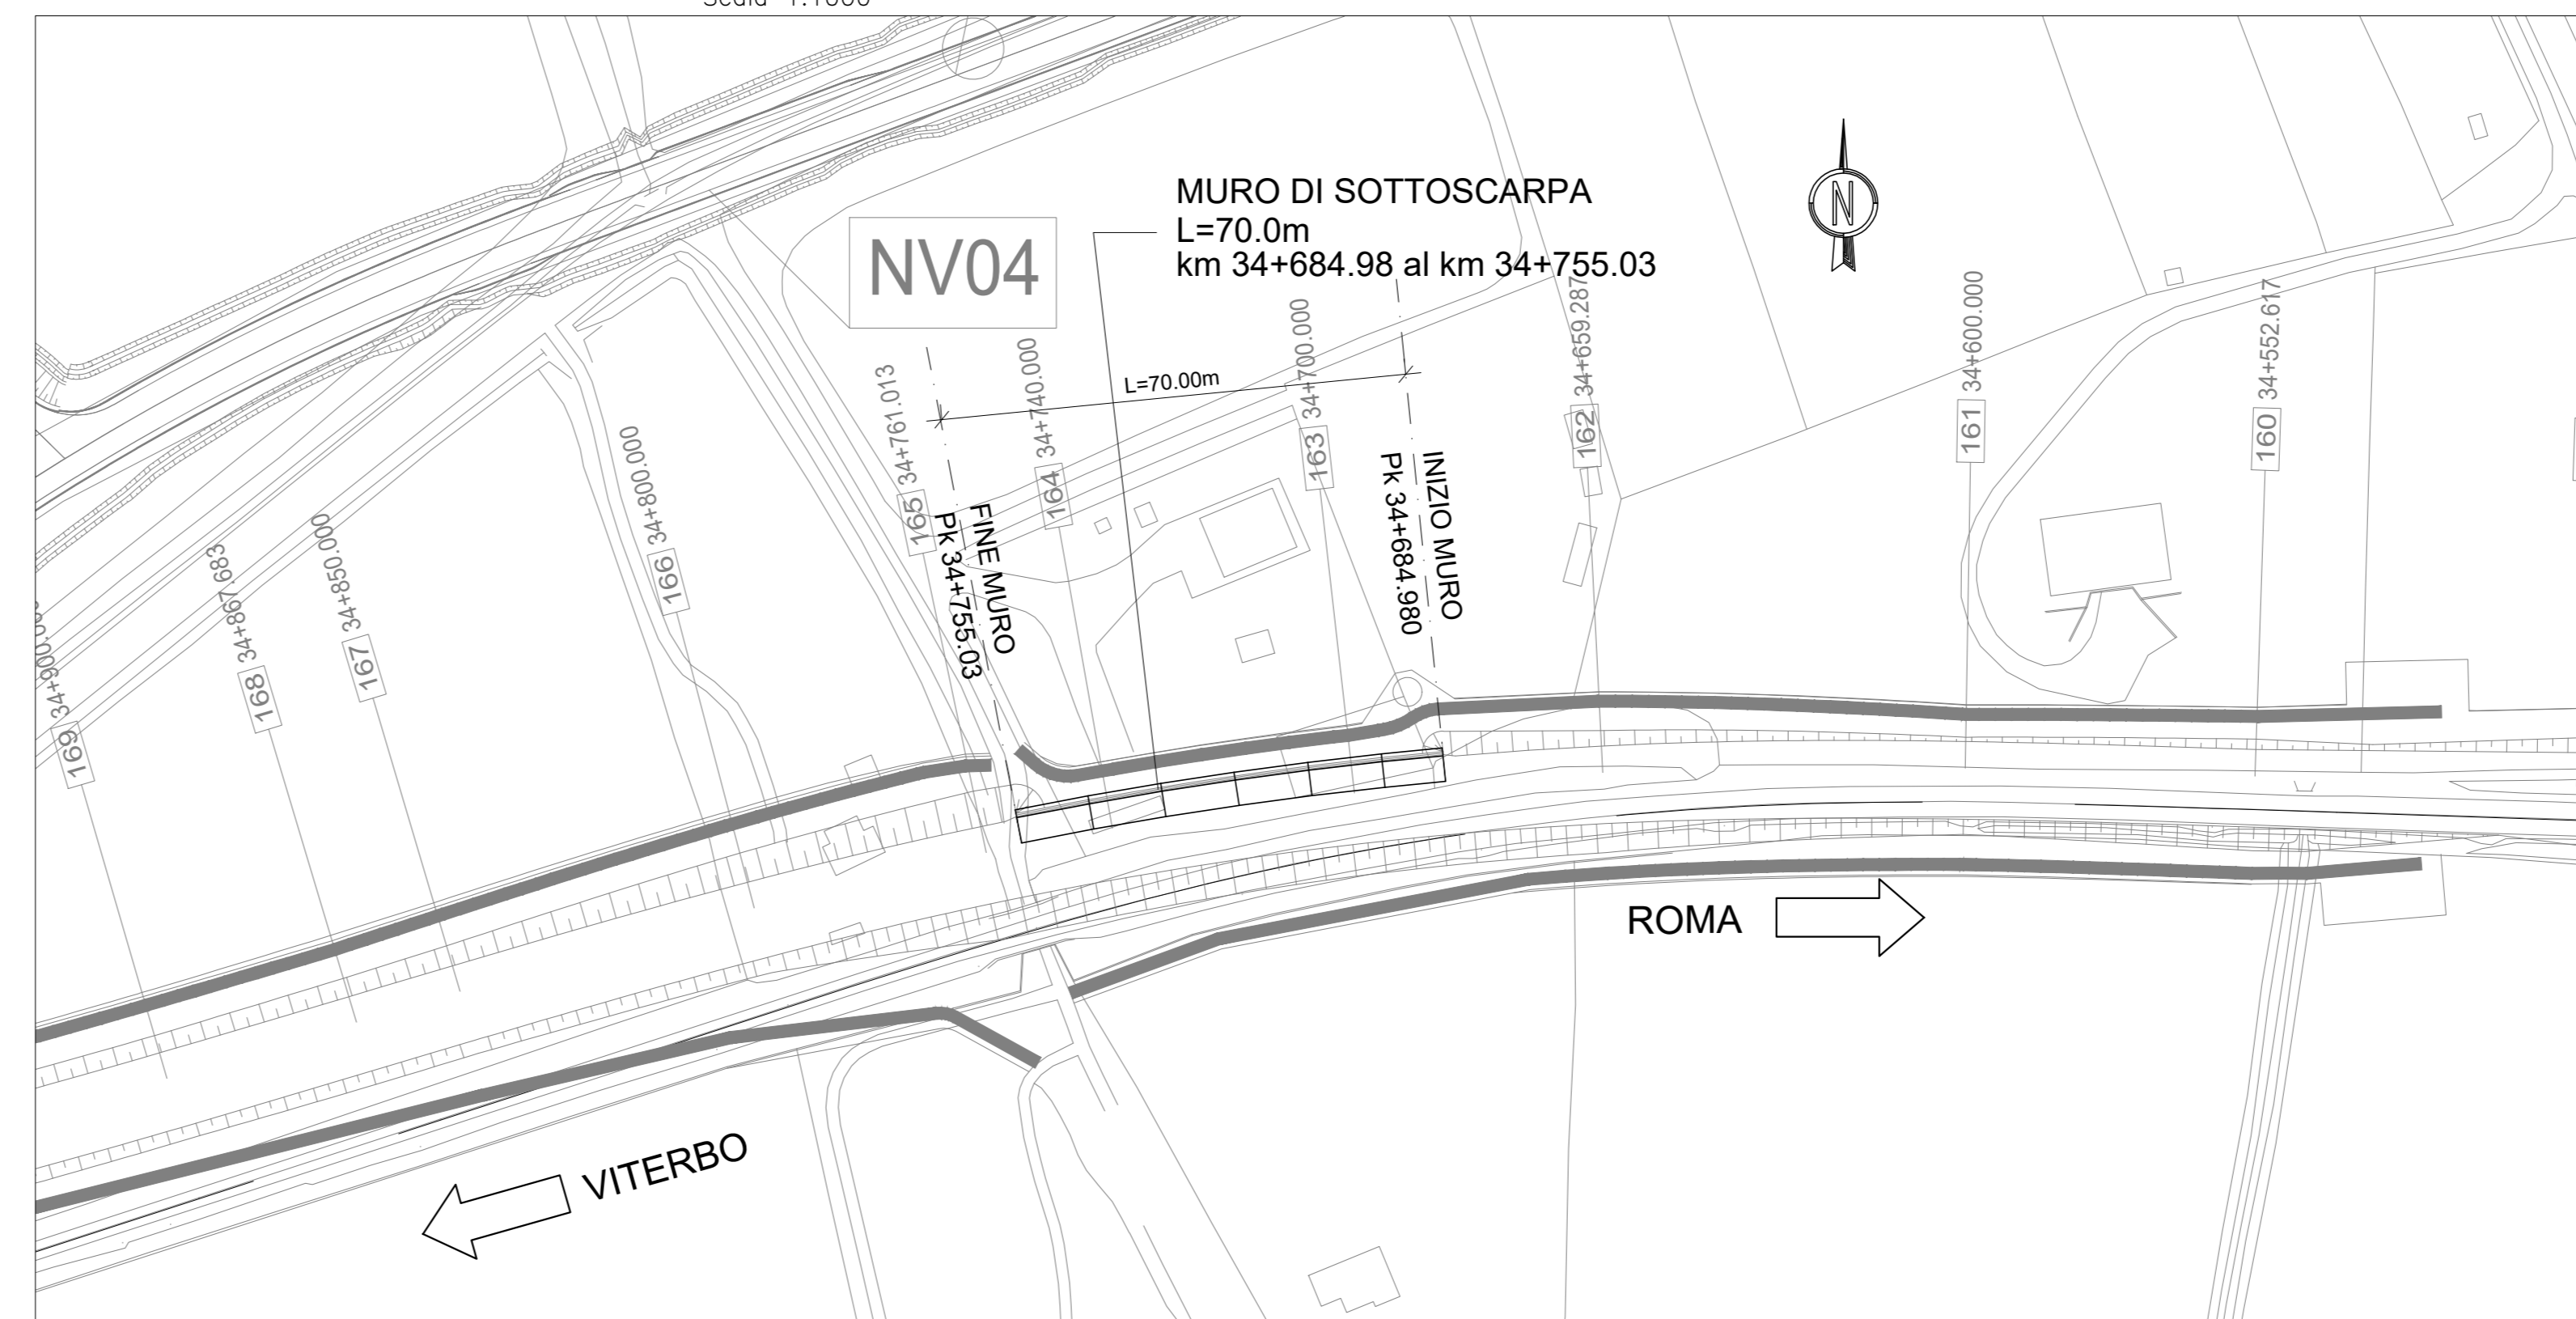 Scala 1:1000
MURO DI SOTTOSCARPA
L=70.0m
km 34+684.98 al km 34+755.03
N
NV04
L=70.00m
169
168 34+867.683
167 34+850.000
166 34+800.000
165 34+761.013
FINE MURO
Pk 34+755.03
164 34+740.000
163 34+700.000
INIZIO MURO
Pk 34+684.980
162 34+659.287
161 34+600.000
160 34+552.617
ROMA
VITERBO